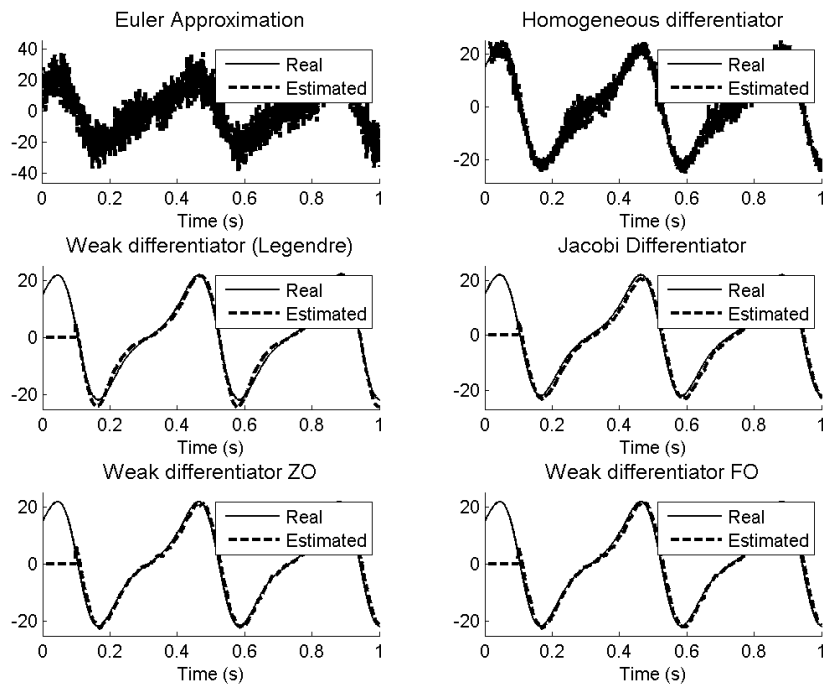 Euler Approximation
40
20
0
-20
-40
0 0.2 0.4 0.6 0.8 1
Time (s)
Real
Estimated
Homogeneous differentiator
20
0
-20
0 0.2 0.4 0.6 0.8 1
Time (s)
Real
Estimated
Weak differentiator (Legendre)
20
0
-20
0 0.2 0.4 0.6 0.8 1
Time (s)
Real
Estimated
Jacobi Differentiator
20
0
-20
0 0.2 0.4 0.6 0.8 1
Time (s)
Real
Estimated
Weak differentiator ZO
20
0
-20
0 0.2 0.4 0.6 0.8 1
Time (s)
Real
Estimated
Weak differentiator FO
20
0
-20
0 0.2 0.4 0.6 0.8 1
Time (s)
Real
Estimated